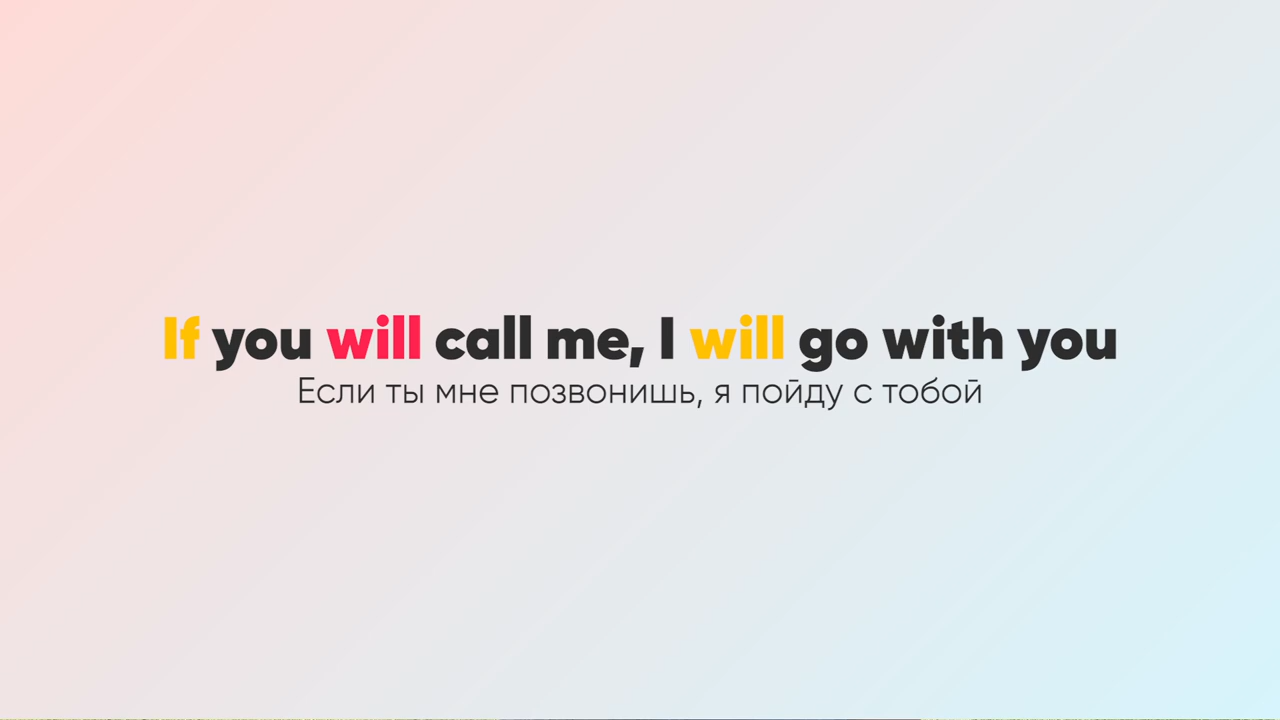 If you will call me, I will go with you
Если ты мне позвонишь, я пойду с тобой